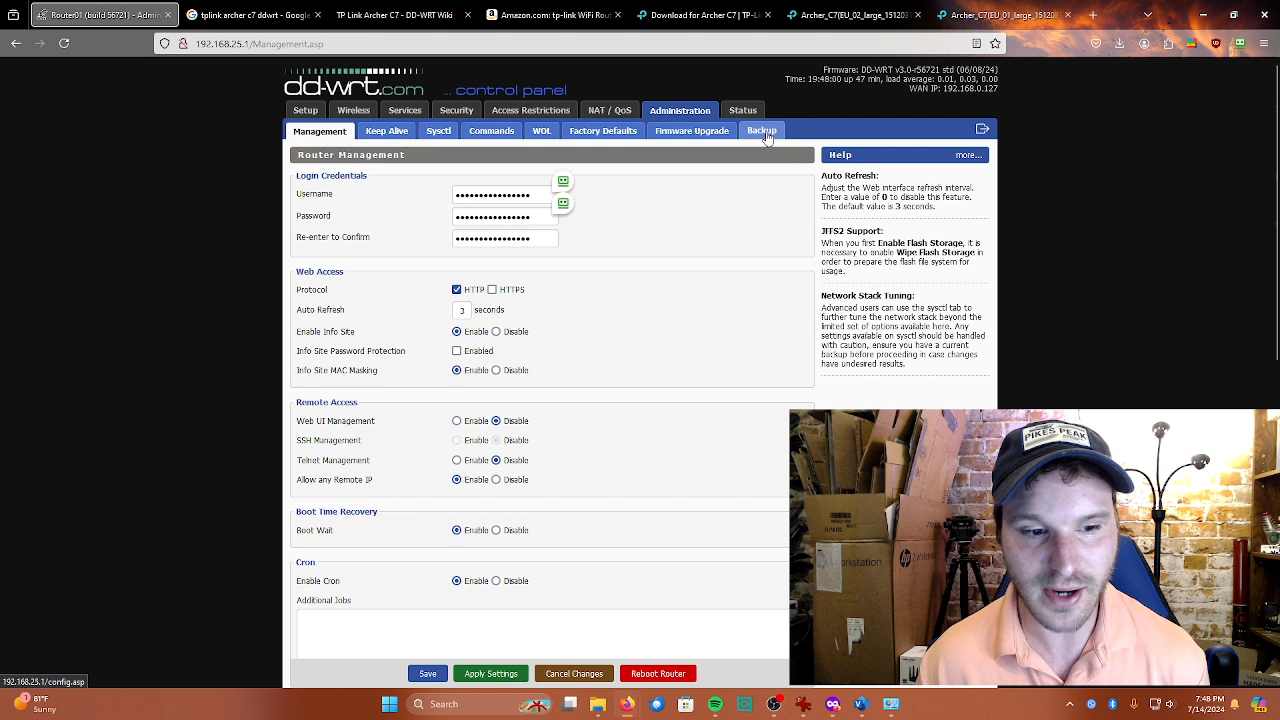 Router01 (build 56721) - Admin
tplink archer c7 ddwrt - Google
TP Link Archer C7 - DD-WRT Wiki
Amazon.com: tp-link WiFi Rou
Download for Archer C7 | TP-Lin
Archer_C7(EU_02_large_151203
Archer_C7(EU_01_large_151203
192.168.25.1/Management.asp
dd-wrt.com ... control panel
Firmware: DD-WRT v3.0-r56721 std (06/08/24)
Time: 19:48:00 up 47 min, load average: 0.01, 0.03, 0.00
WAN IP: 192.168.0.127
Setup Wireless Services Security Access Restrictions NAT / QoS Administration Status
Management Keep Alive Sysctl Commands WOL Factory Defaults Firmware Upgrade Backup
Router Management
Login Credentials
Username
Password
Re-enter to Confirm
Web Access
Protocol HTTP HTTPS
Auto Refresh 3 seconds
Enable Info Site Enable Disable
Info Site Password Protection Enabled
Info Site MAC Masking Enable Disable
Remote Access
Web UI Management Enable Disable
SSH Management Enable Disable
Telnet Management Enable Disable
Allow any Remote IP Enable Disable
Boot Time Recovery
Boot Wait Enable Disable
Cron
Enable Cron Enable Disable
Additional Jobs
Save Apply Settings Cancel Changes Reboot Router
Help more...
Auto Refresh:
Adjust the Web interface refresh interval.
Enter a value of 0 to disable this feature.
The default value is 3 seconds.
JFFS2 Support:
When you first Enable Flash Storage, it is
necessary to enable Wipe Flash Storage in
order to prepare the flash file system for
usage.
Network Stack Tuning:
Advanced users can use the sysctl tab to
further tune the network stack beyond the
limited set of options available here. Any
settings available on sysctl should be handled
with caution, ensure you have a current
backup before proceeding in case changes
have undesired results.
PIKES PEAK
hp
workstation
192.168.25.1/config.asp
81°F
Sunny
Search
7:48 PM
7/14/2024